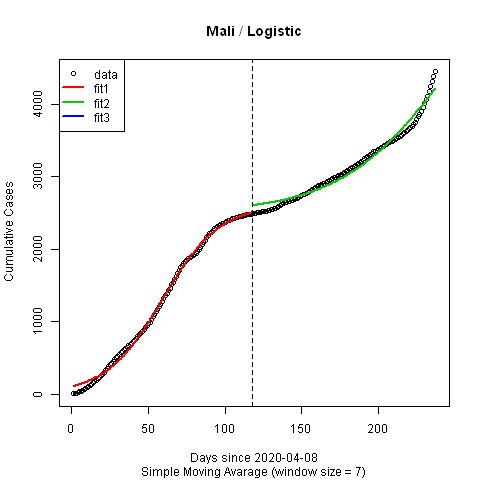 Mali / Logistic
data
fit1
fit2
fit3
Cumulative Cases
4000
3000
2000
1000
0
0 50 100 150 200
Days since 2020-04-08
Simple Moving Avarage (window size = 7)